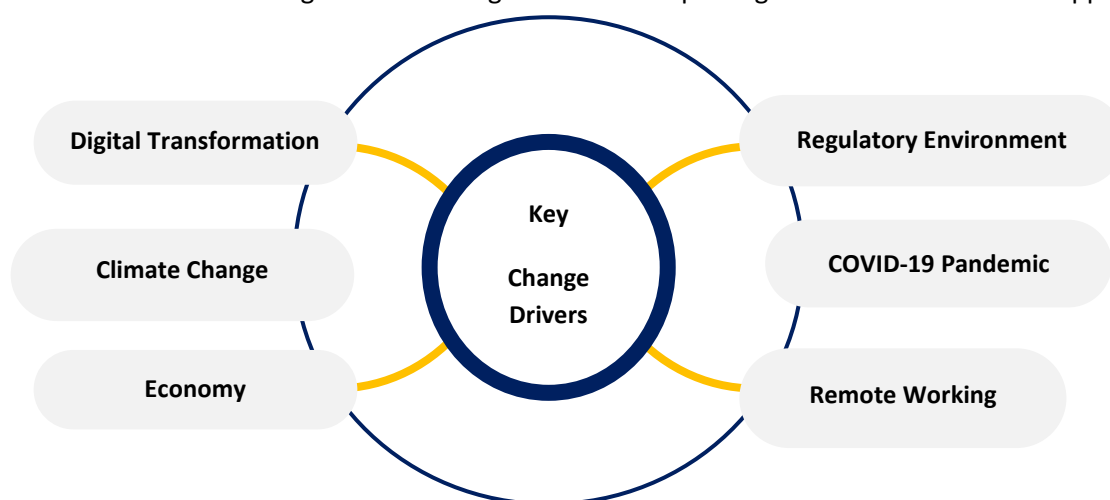 Digital Transformation
Regulatory Environment
Key
Change
Drivers
Climate Change
COVID-19 Pandemic
Economy
Remote Working